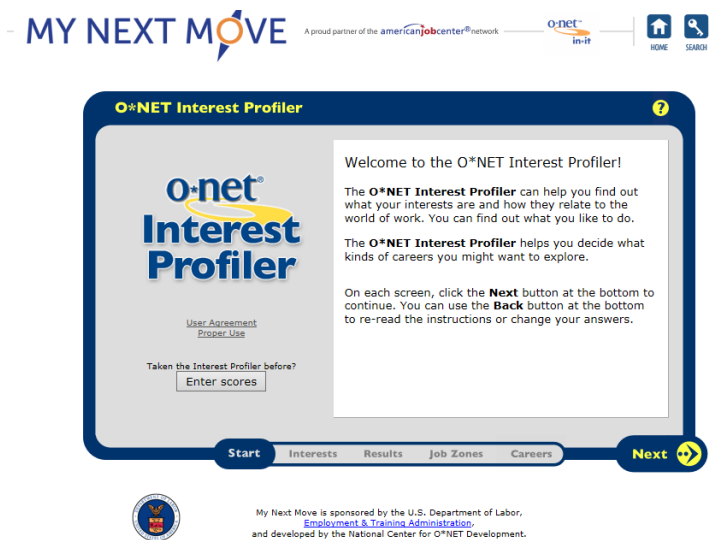 MY NEXT MOVE
A proud partner of the americanjobcenter® network
o·net™
in-it
HOME
SEARCH
O*NET Interest Profiler
?
o*net®
Interest
Profiler
User Agreement
Proper Use
Taken the Interest Profiler before?
Enter scores
Welcome to the O*NET Interest Profiler!
The O*NET Interest Profiler can help you find out
what your interests are and how they relate to the
world of work. You can find out what you like to do.
The O*NET Interest Profiler helps you decide what
kinds of careers you might want to explore.
On each screen, click the Next button at the bottom to
continue. You can use the Back button at the bottom
to re-read the instructions or change your answers.
Start
Interests
Results
Job Zones
Careers
Next
My Next Move is sponsored by the U.S. Department of Labor,
Employment & Training Administration,
and developed by the National Center for O*NET Development.